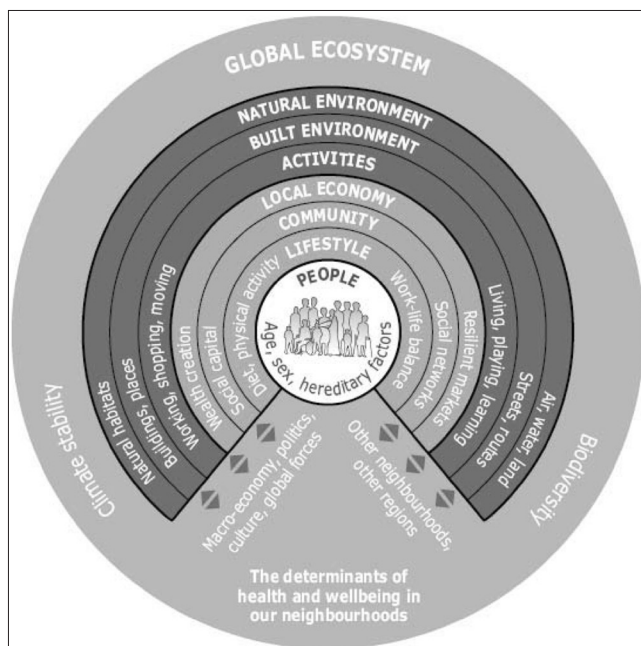 GLOBAL ECOSYSTEM
NATURAL ENVIRONMENT
BUILT ENVIRONMENT
ACTIVITIES
LOCAL ECONOMY
COMMUNITY
LIFESTYLE
PEOPLE
Age, sex, hereditary factors
Diet, physical activity
Work-life balance
Social capital
Social networks
Wealth creation
Resilient markets
Working, shopping, moving
Living, playing, learning
Buildings, places
Streets, routes
Natural habitats
Air, water, land
Climate stability
Biodiversity
Macro-economy, politics,
culture, global forces
Other neighbourhoods,
other regions
The determinants of
health and wellbeing in
our neighbourhoods